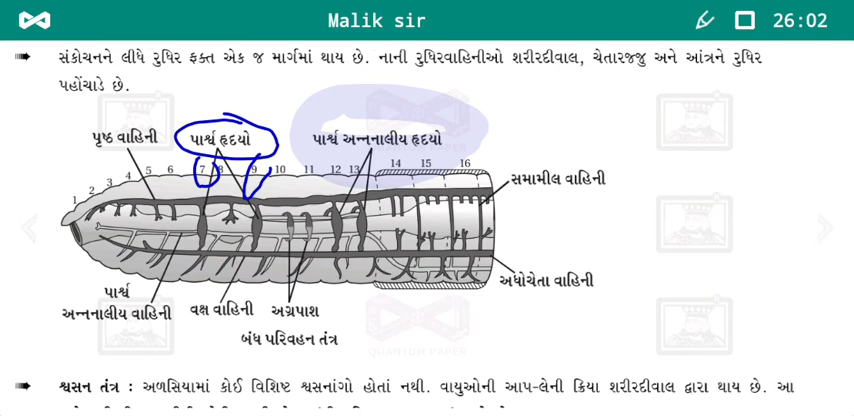 Malik sir
26:02
સંકોચનને લીધે રુધિર ફક્ત એક જ માર્ગમાં થાય છે. નાની રુધિરવાહિનીઓ શરીરદીવાલ, ચેતારજ્જુ અને આંત્રને રુધિર
પહોંચાડે છે.
પૃષ્ઠ વાહિની
પાર્શ્વ હૃદયો
પાર્શ્વ અન્નનાલીય હૃદયો
1 2 3 4 5 6 7 8 9 10 11 12 13 14 15 16
સમામીલ વાહિની
અધોચેતા વાહિની
પાર્શ્વ
અન્નનાલીય વાહિની
વક્ષ વાહિની
અગ્રપાશ
બંધ પરિવહન તંત્ર
QUANTUM PAPER
શ્વસન તંત્ર : અળસિયામાં કોઈ વિશિષ્ટ શ્વસનાંગો હોતાં નથી. વાયુઓની આપ-લેની ક્રિયા શરીરદીવાલ દ્વારા થાય છે. આ